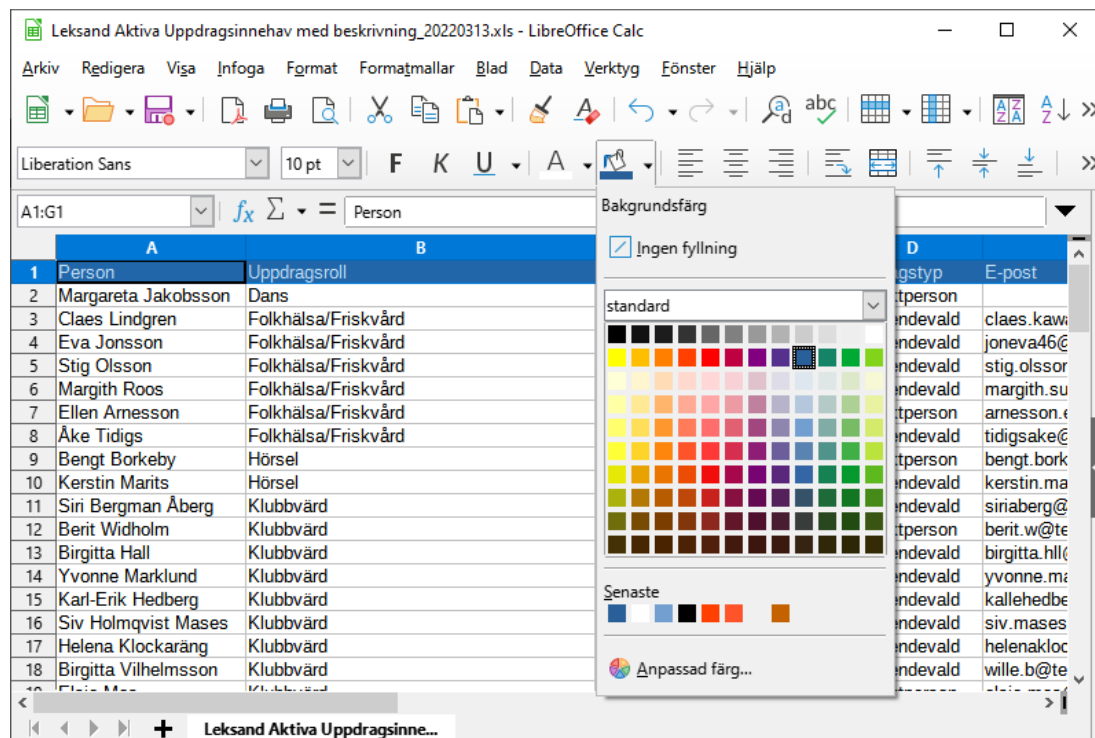 Leksand Aktiva Uppdragsinnehav med beskrivning_20220313.xls - LibreOffice Calc
Arkiv Redigera Visa Infoga Format Formatmallar Blad Data Verktyg Fönster Hjälp
Liberation Sans 10 pt F K U A
A1:G1 fx Σ = Person
Bakgrundsfärg
Ingen fyllning
standard
Senaste
Anpassad färg...
A B D
1 Person Uppdragsroll gstyp E-post
2 Margareta Jakobsson Dans tperson
3 Claes Lindgren Folkhälsa/Friskvård endevald claes.kawa
4 Eva Jonsson Folkhälsa/Friskvård endevald joneva46@
5 Stig Olsson Folkhälsa/Friskvård endevald stig.olsson
6 Margith Roos Folkhälsa/Friskvård endevald margith.su
7 Ellen Arnesson Folkhälsa/Friskvård tperson arnesson.e
8 Åke Tidigs Folkhälsa/Friskvård endevald tidigsake@
9 Bengt Borkeby Hörsel tperson bengt.bork
10 Kerstin Marits Hörsel endevald kerstin.ma
11 Siri Bergman Åberg Klubbvärd endevald siriaberg@
12 Berit Widholm Klubbvärd tperson berit.w@te
13 Birgitta Hall Klubbvärd endevald birgitta.hll@
14 Yvonne Marklund Klubbvärd endevald yvonne.ma
15 Karl-Erik Hedberg Klubbvärd endevald kallehedbe
16 Siv Holmqvist Mases Klubbvärd endevald siv.mases
17 Helena Klockaräng Klubbvärd endevald helenakloc
18 Birgitta Vilhelmsson Klubbvärd endevald wille.b@te
Leksand Aktiva Uppdragsinne...